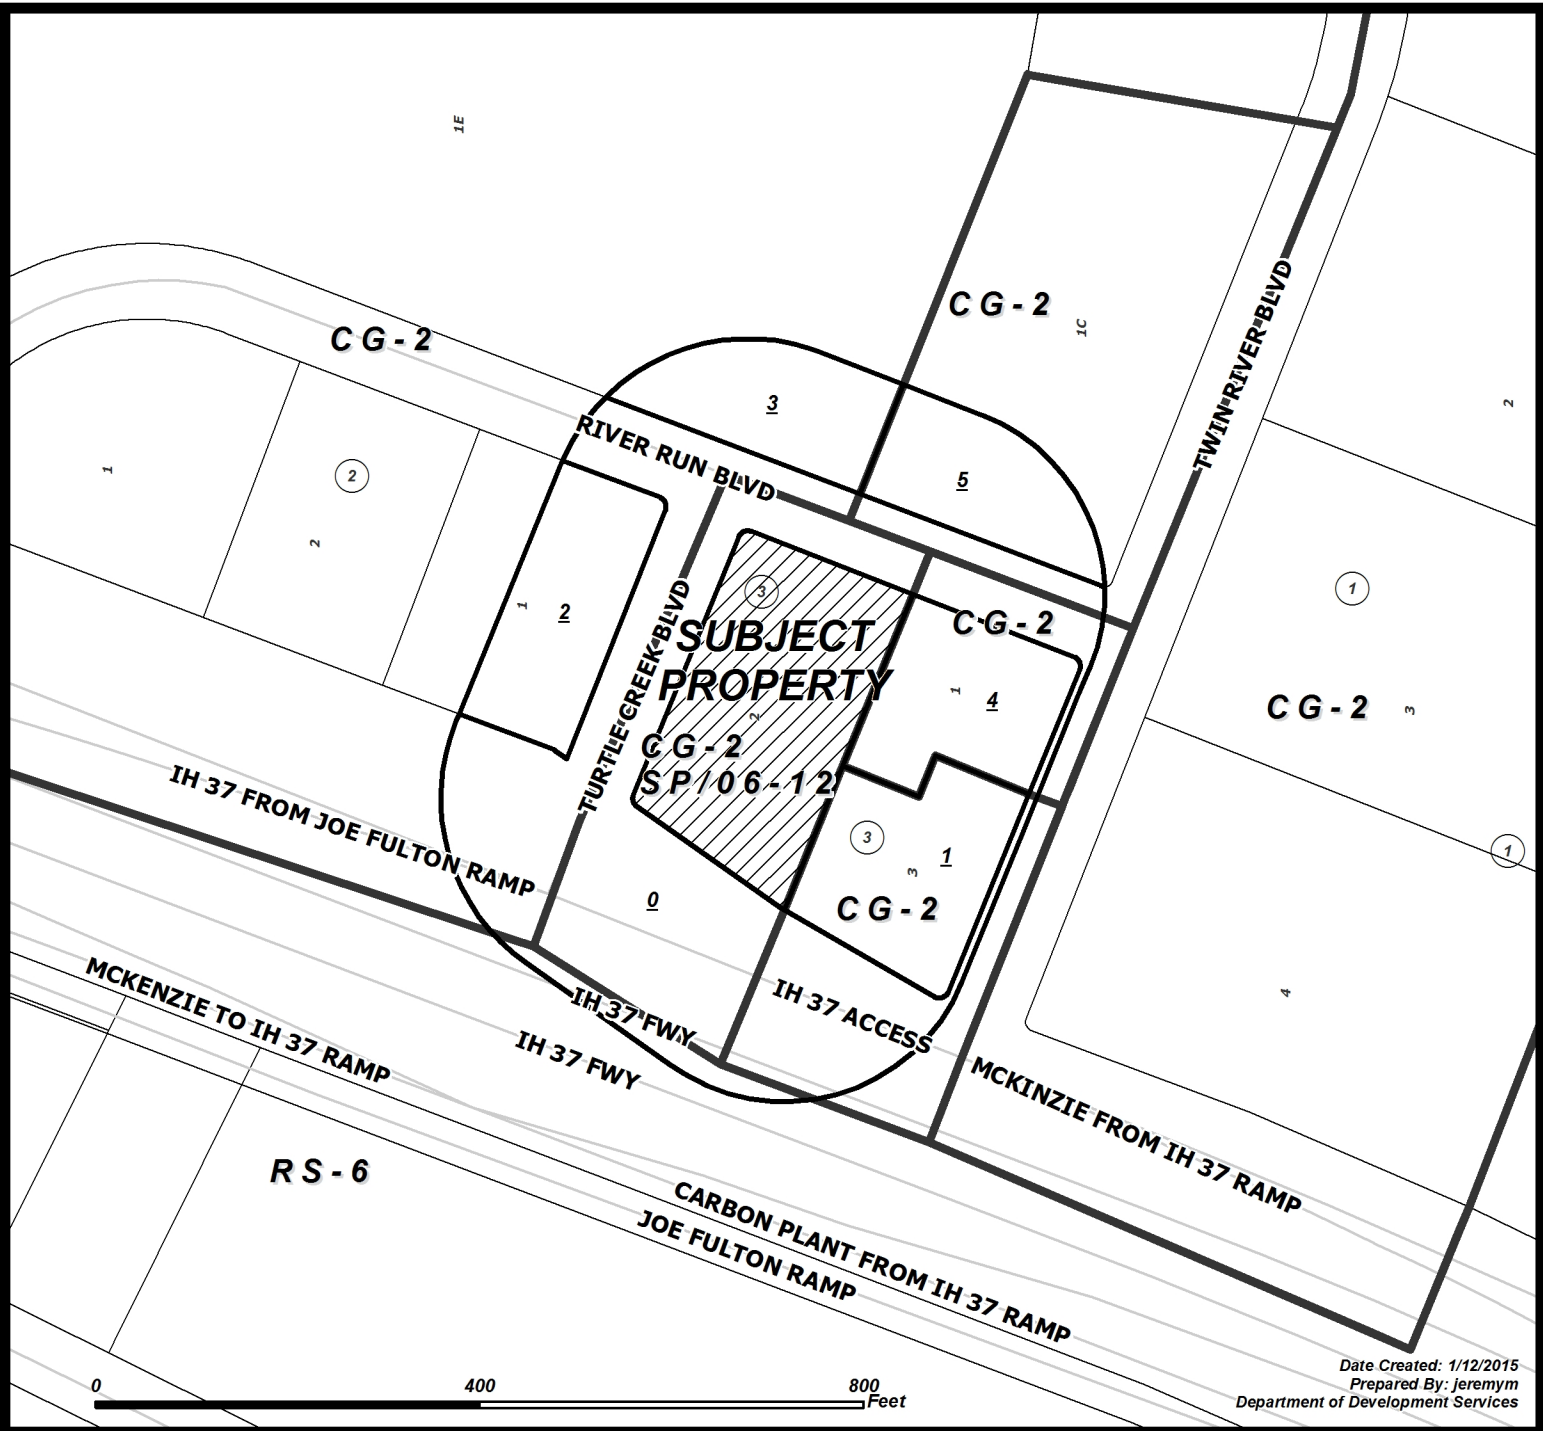 1E
CG-2
1C
CG-2
TWIN RIVER BLVD
2
3
RIVER RUN BLVD
5
1
2
2
1
2
3
1
TURTLE CREEK BLVD
SUBJECT
PROPERTY
2
CG-2
SP/06-12
CG-2
1
4
CG-2
3
IH 37 FROM JOE FULTON RAMP
3
1
3
CG-2
1
0
4
MCKENZIE TO IH 37 RAMP
IH 37 FWY
IH 37 FWY
IH 37 ACCESS
MCKINZIE FROM IH 37 RAMP
RS-6
CARBON PLANT FROM IH 37 RAMP
JOE FULTON RAMP
0 400 800
Feet
Date Created: 1/12/2015
Prepared By: jeremym
Department of Development Services